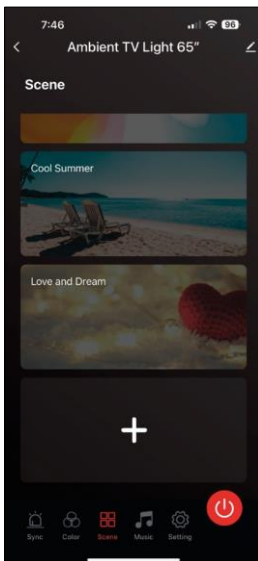 7:46
96
Ambient TV Light 65"
Scene
Cool Summer
Love and Dream
Sync Color Scene Music Setting